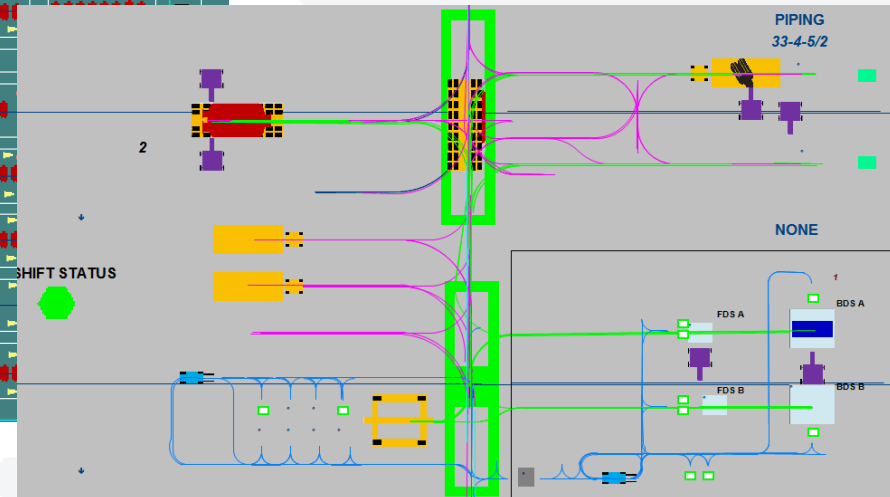 PIPING
33-4-5/2
2
NONE
SHIFT STATUS
f
BDS A
FDS A
BDS B
FDS B